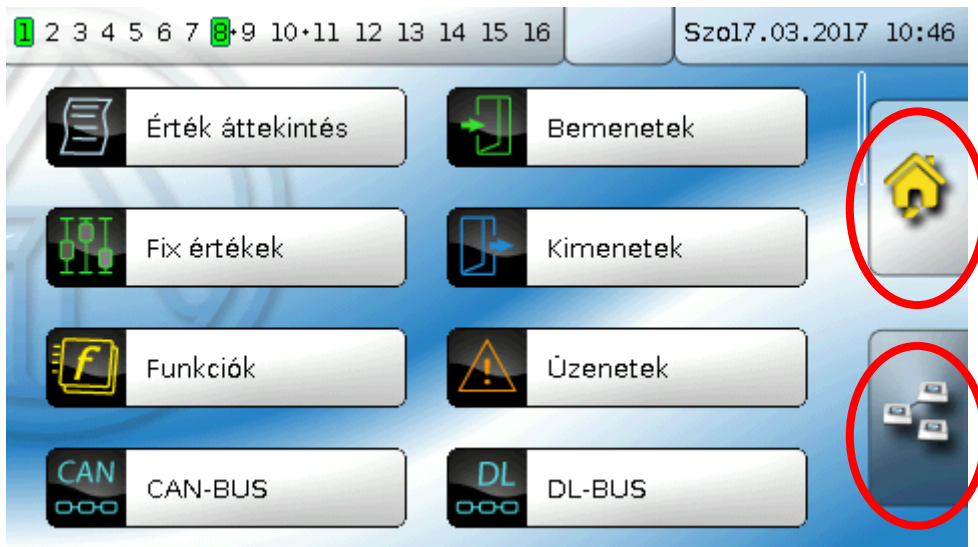 1 2 3 4 5 6 7 8·9 10·11 12 13 14 15 16
Szo17.03.2017 10:46
Érték áttekintés
Bemenetek
Fix értékek
Kimenetek
f Funkciók
Üzenetek
CAN CAN-BUS
DL DL-BUS